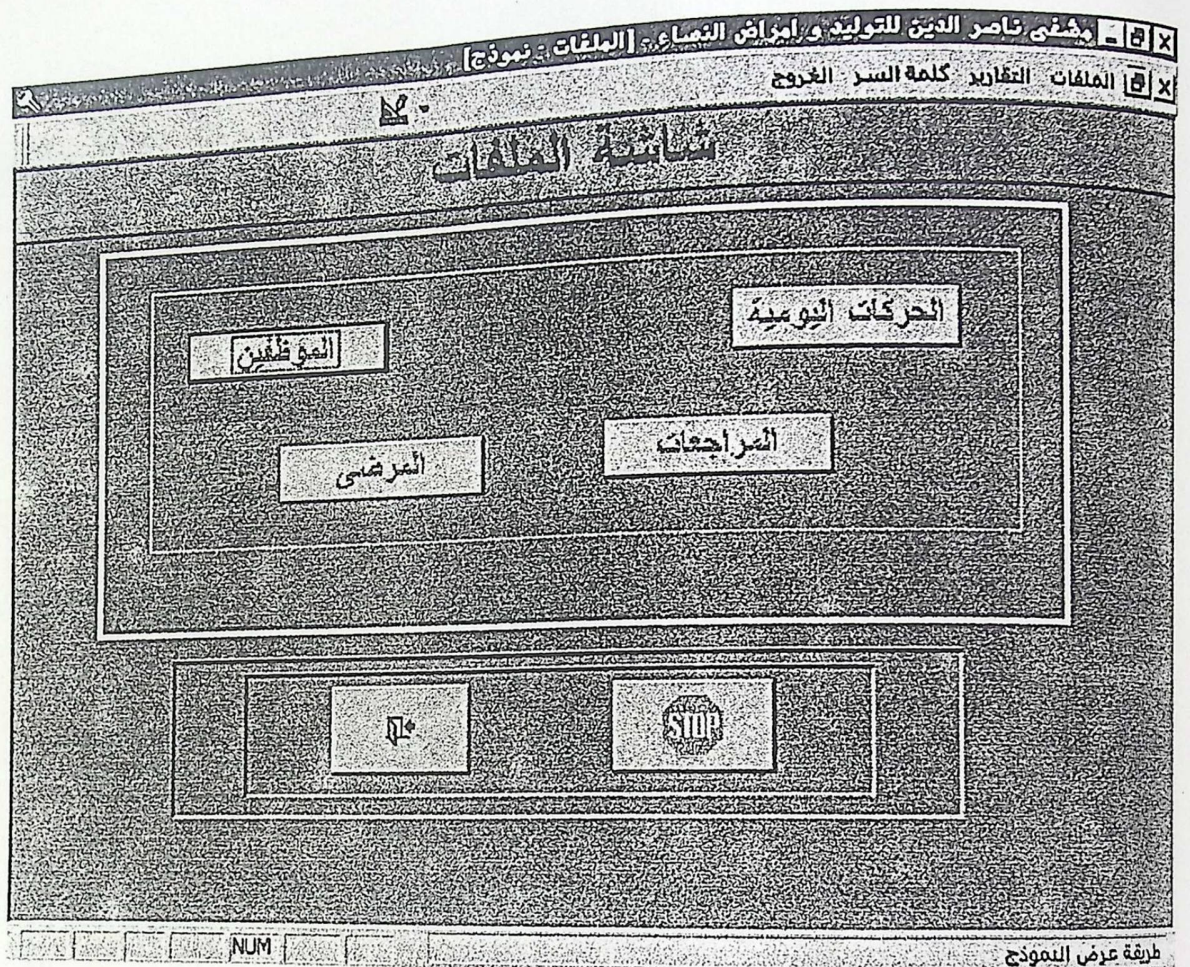 مشفى ناصر الدين للتوليد و امراض النساء - [الملفات - نموذج]
الملفات التقارير كلمة السر الخروج
شاشة الملفات
الحركات اليومية
الموظفين
المراجعات
المرضى
STOP
طريقة عرض النموذج
NUM